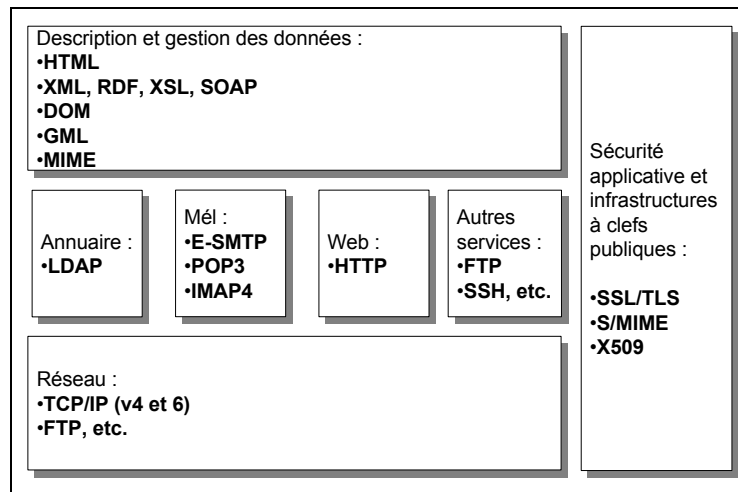 Description et gestion des données :
•HTML
•XML, RDF, XSL, SOAP
•DOM
•GML
•MIME
Annuaire :
•LDAP
Mél :
•E-SMTP
•POP3
•IMAP4
Web :
•HTTP
Autres
services :
•FTP
•SSH, etc.
Réseau :
•TCP/IP (v4 et 6)
•FTP, etc.
Sécurité
applicative et
infrastructures
à clefs
publiques :
•SSL/TLS
•S/MIME
•X509